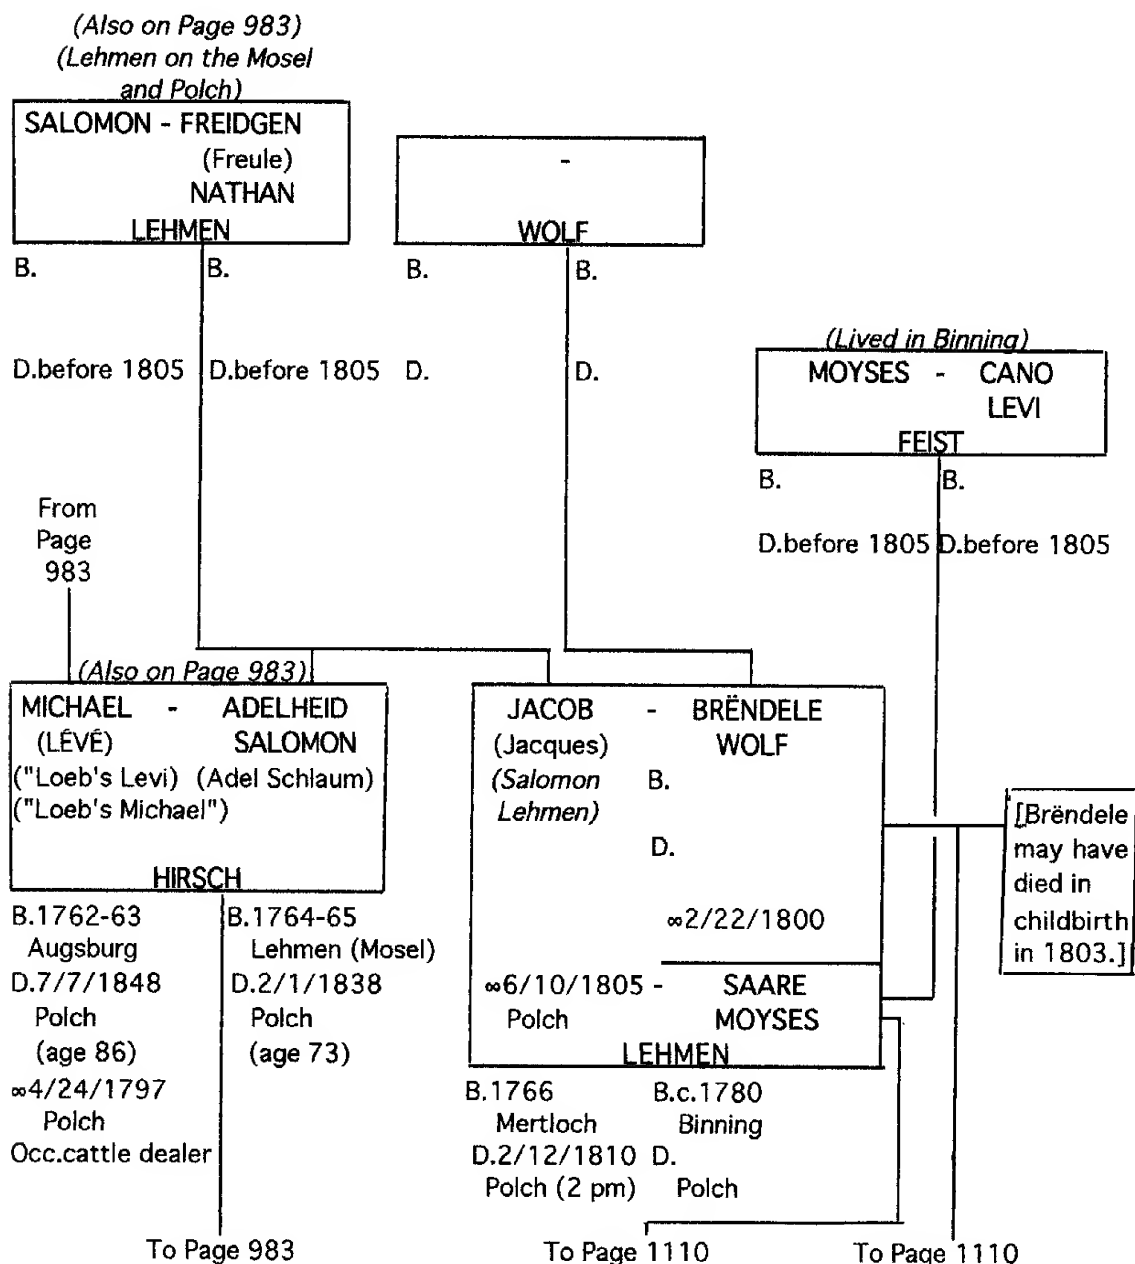 (Also on Page 983)
(Lehmen on the Mosel
and Polch)
SALOMON - FREIDGEN
(Freule)
NATHAN
LEHMEN
B. B.
D.before 1805 D.before 1805
-
WOLF
B. B.
D. D.
(Lived in Binning)
MOYSES - CANO
LEVI
FEIST
B. B.
D.before 1805 D.before 1805
From
Page
983
(Also on Page 983)
MICHAEL - ADELHEID
(LÉVÉ) SALOMON
("Loeb's Levi) (Adel Schlaum)
("Loeb's Michael")
HIRSCH
B.1762-63 B.1764-65
Augsburg Lehmen (Mosel)
D.7/7/1848 D.2/1/1838
Polch Polch
(age 86) (age 73)
∞4/24/1797
Polch
Occ.cattle dealer
To Page 983
JACOB - BRËNDELE
(Jacques) WOLF
(Salomon B.
Lehmen)
D.
∞2/22/1800
∞6/10/1805 - SAARE
Polch MOYSES
LEHMEN
B.1766 B.c.1780
Mertloch Binning
D.2/12/1810 D.
Polch (2 pm) Polch
[Brëndele
may have
died in
childbirth
in 1803.]
To Page 1110 To Page 1110